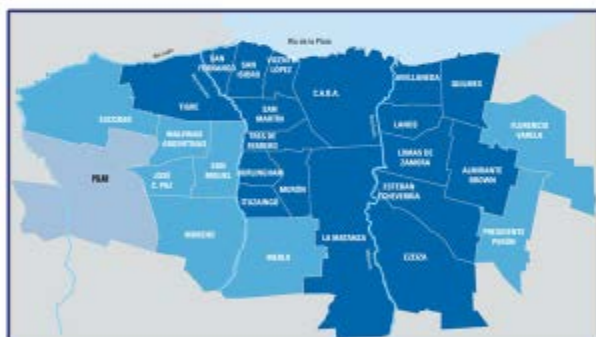 Río de la Plata
SAN
FERNANDO
SAN
ISIDRO
VICENTE
LÓPEZ
C.A.B.A.
AVELLANEDA
QUILMES
TIGRE
ESCOBAR
SAN
MARTÍN
LANÚS
FLORENCIO
VARELA
MALVINAS
ARGENTINAS
TRES DE
FEBRERO
LOMAS DE
ZAMORA
PILAR
JOSÉ
C. PAZ
SAN
MIGUEL
HURLINGHAM
MORÓN
ALMIRANTE
BROWN
ESTEBAN
ECHEVERRÍA
ITUZAINGÓ
MORENO
MERLO
LA MATANZA
EZEIZA
PRESIDENTE
PERÓN